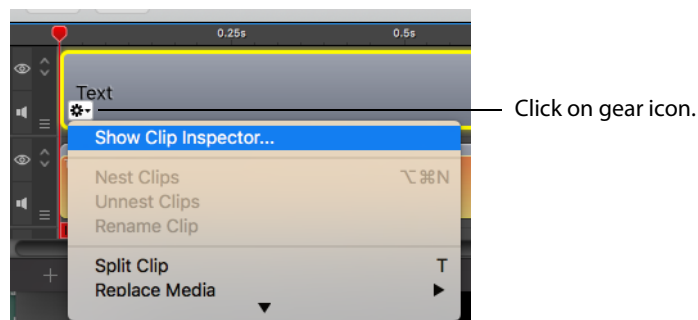 0.25s 0.5s
Text
Click on gear icon.
Show Clip Inspector...
Nest Clips ⌥⌘N
Unnest Clips
Rename Clip
Split Clip T
Replace Media